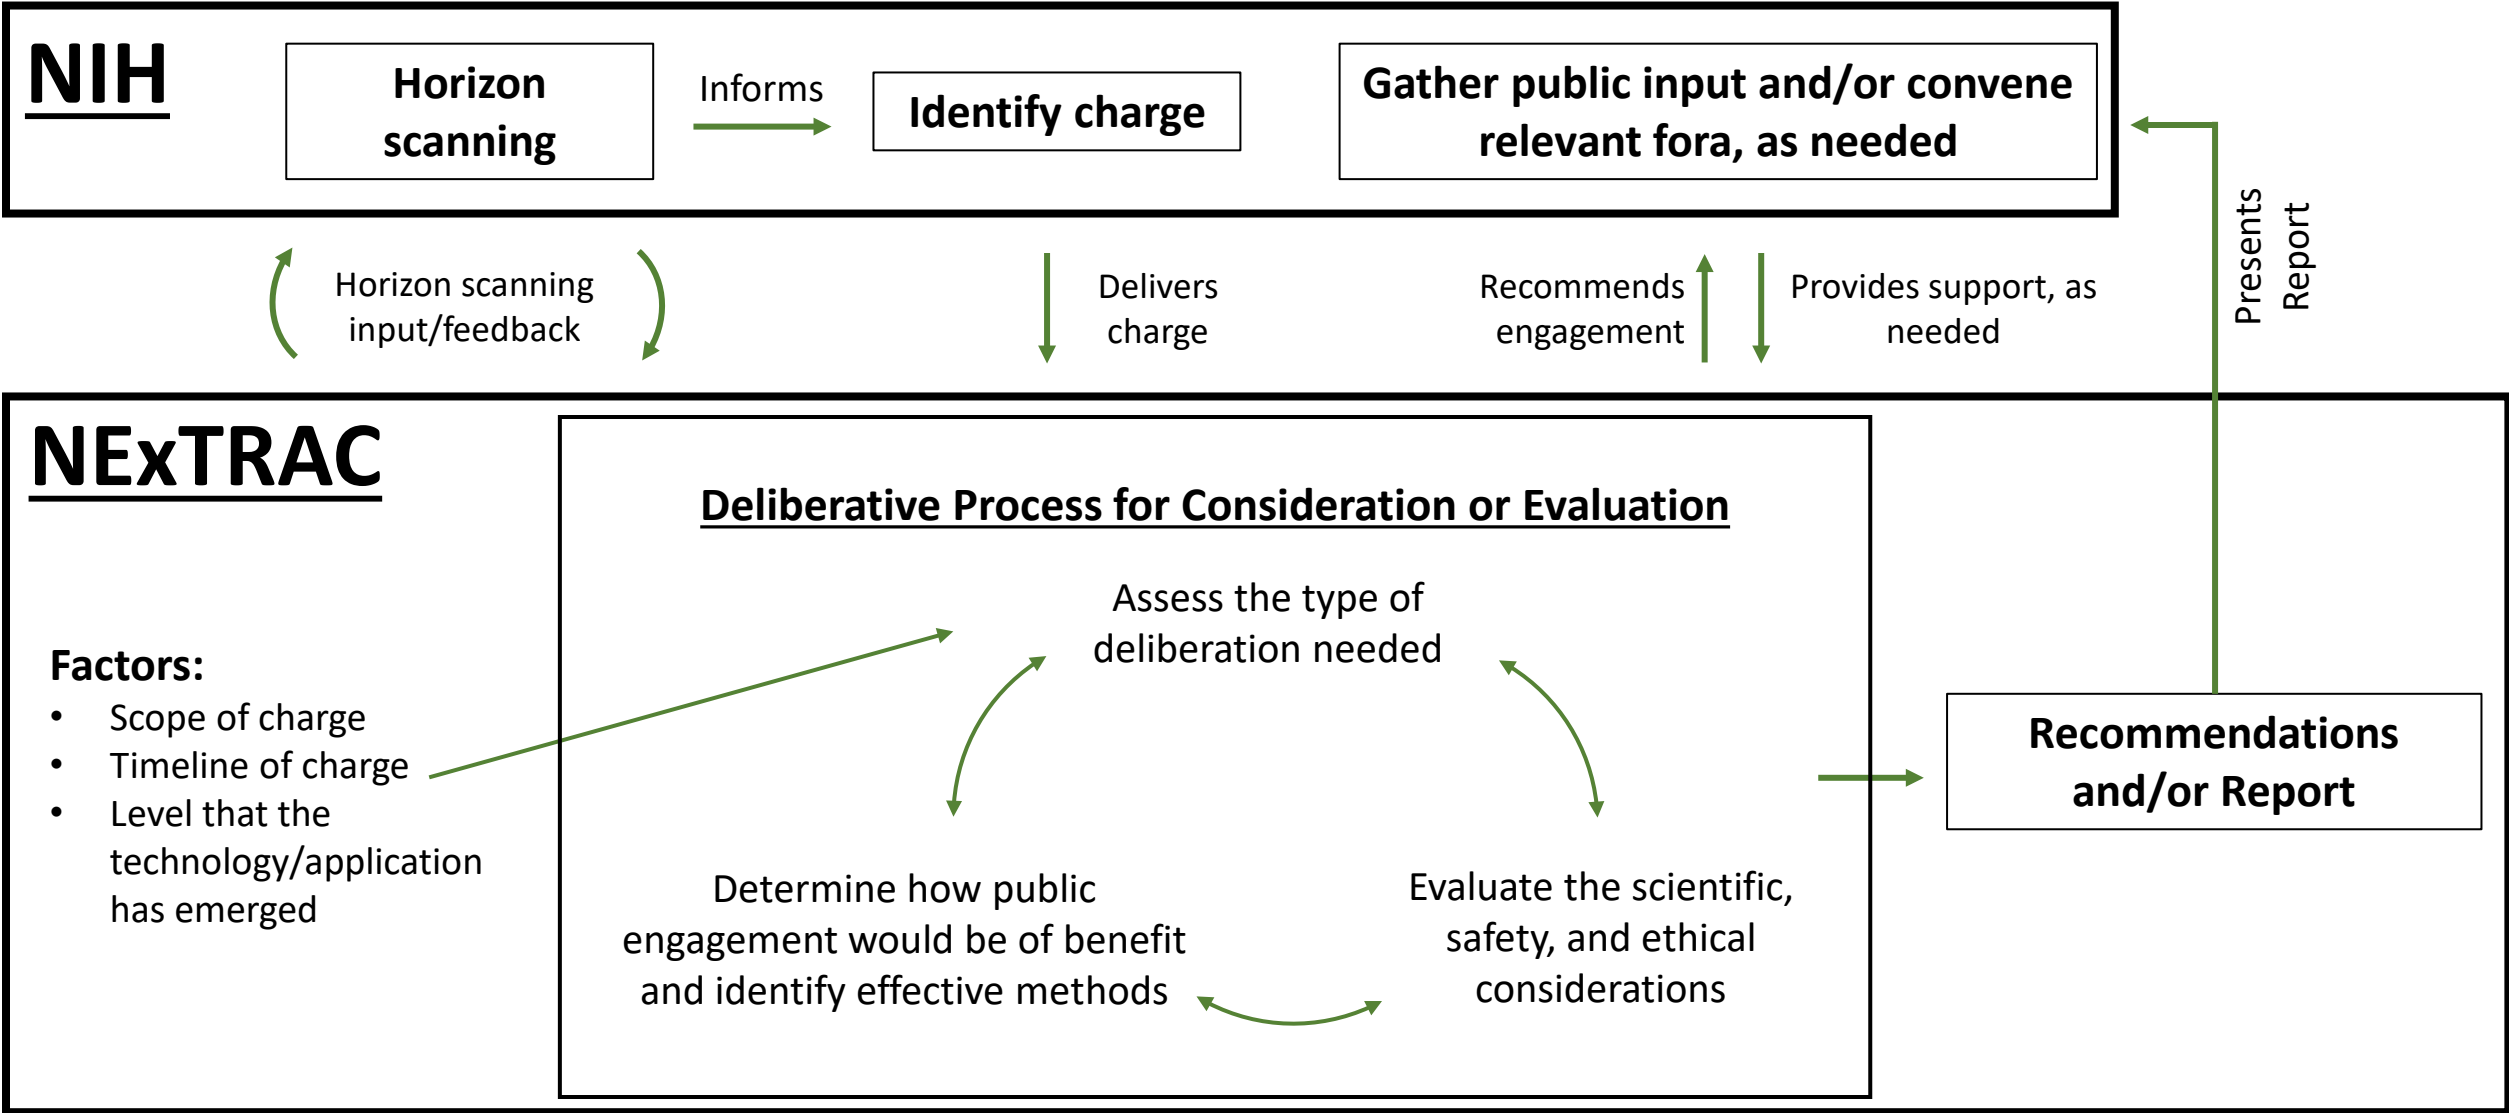 NIH
Horizon
scanning
Informs
Identify charge
Gather public input and/or convene
relevant fora, as needed
Horizon scanning
input/feedback
Delivers
charge
Recommends
engagement
Provides support, as
needed
Presents
Report
NExTRAC
Deliberative Process for Consideration or Evaluation
Factors:
• Scope of charge
• Timeline of charge
• Level that the
technology/application
has emerged
Assess the type of
deliberation needed
Determine how public
engagement would be of benefit
and identify effective methods
Evaluate the scientific,
safety, and ethical
considerations
Recommendations
and/or Report